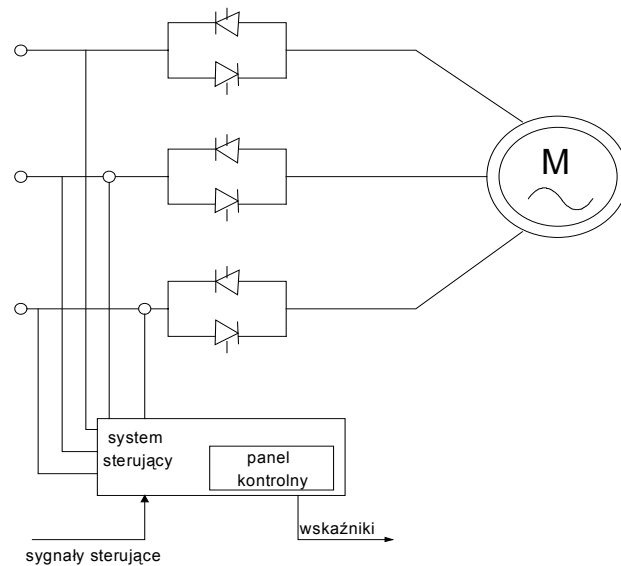 M
system
sterujący
panel
kontrolny
wskaźniki
sygnały sterujące